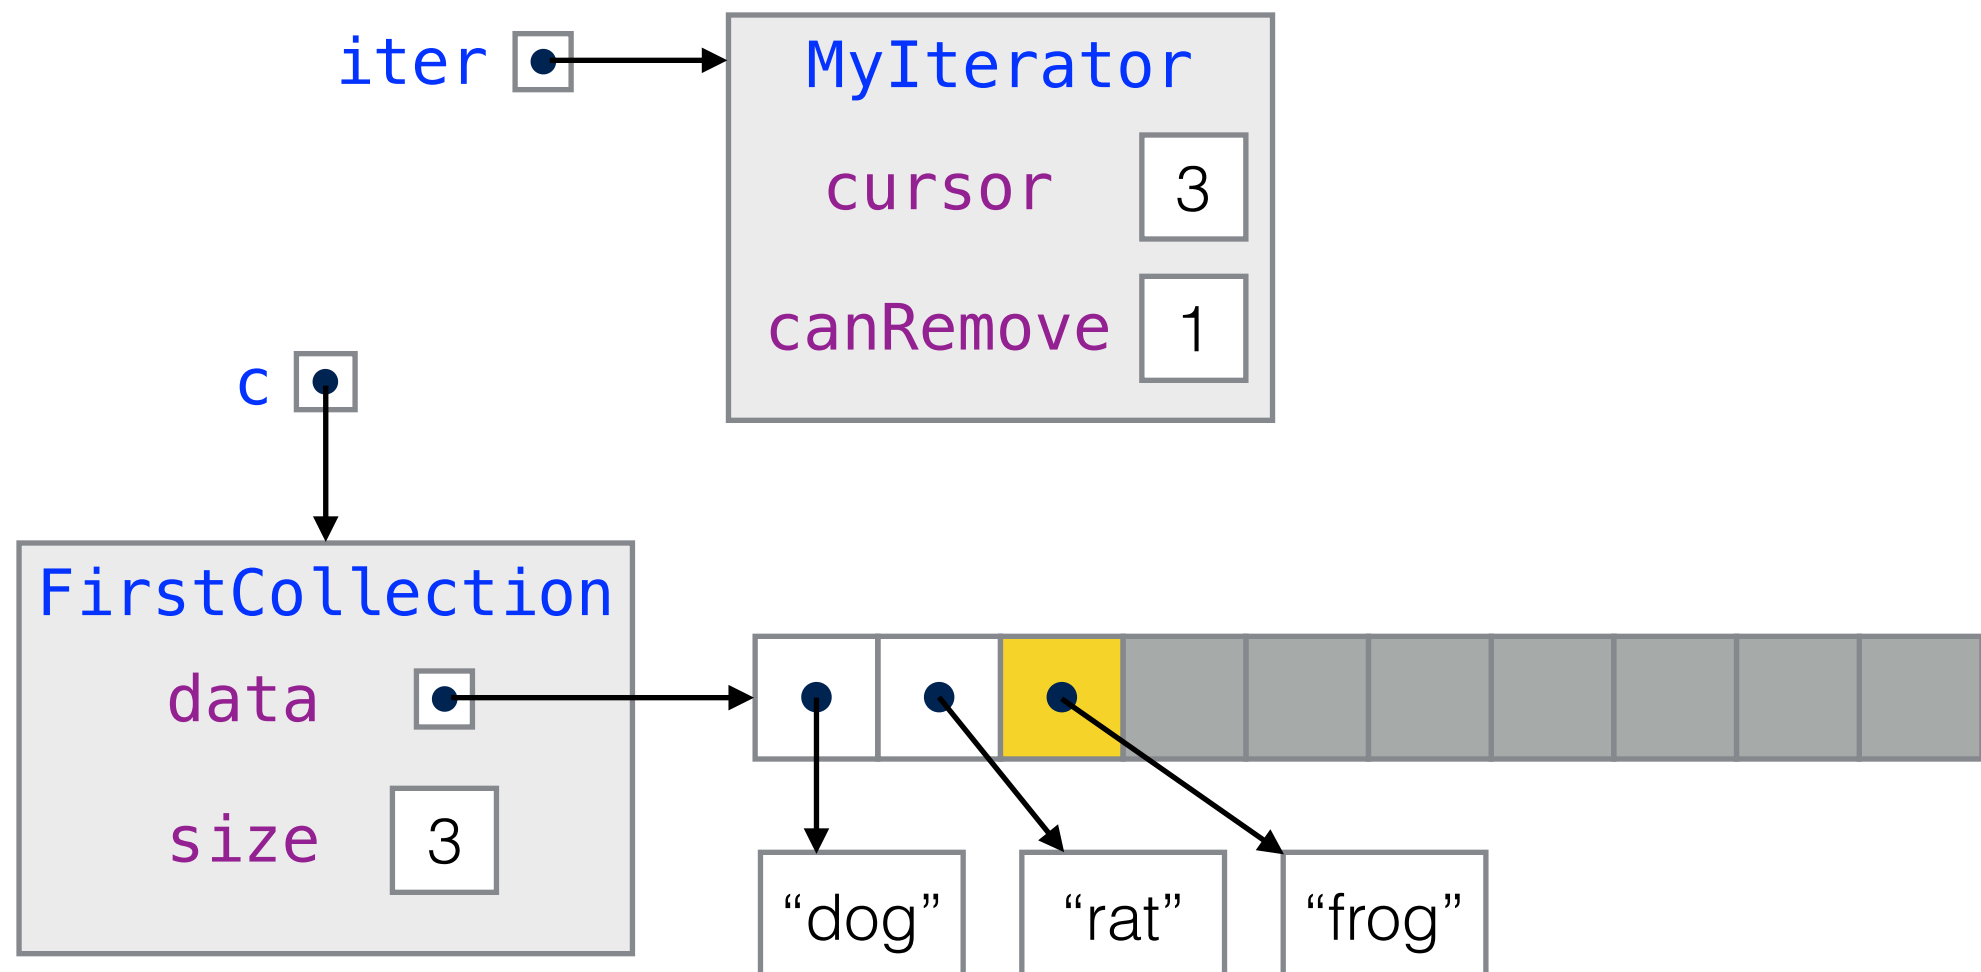 iter
MyIterator
cursor 3
canRemove 1
c
FirstCollection
data
size 3
“dog” “rat” “frog”